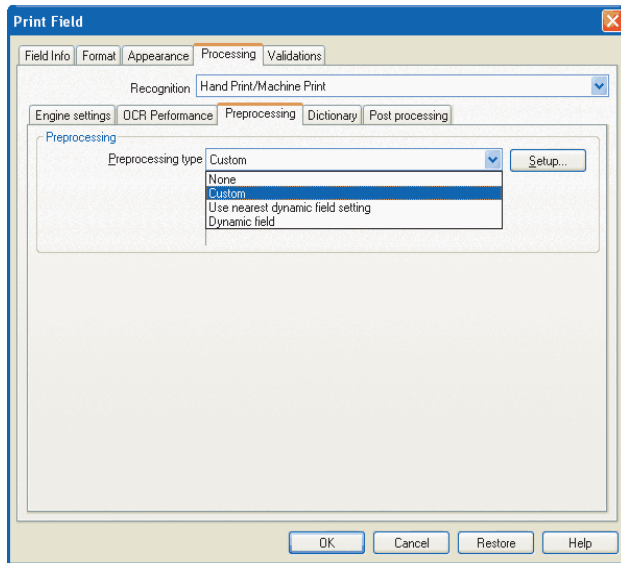 Print Field
Field Info Format Appearance Processing Validations
Recognition Hand Print/Machine Print
Engine settings OCR Performance Preprocessing Dictionary Post processing
Preprocessing
Preprocessing type Custom Setup...
None
Custom
Use nearest dynamic field setting
Dynamic field
OK Cancel Restore Help